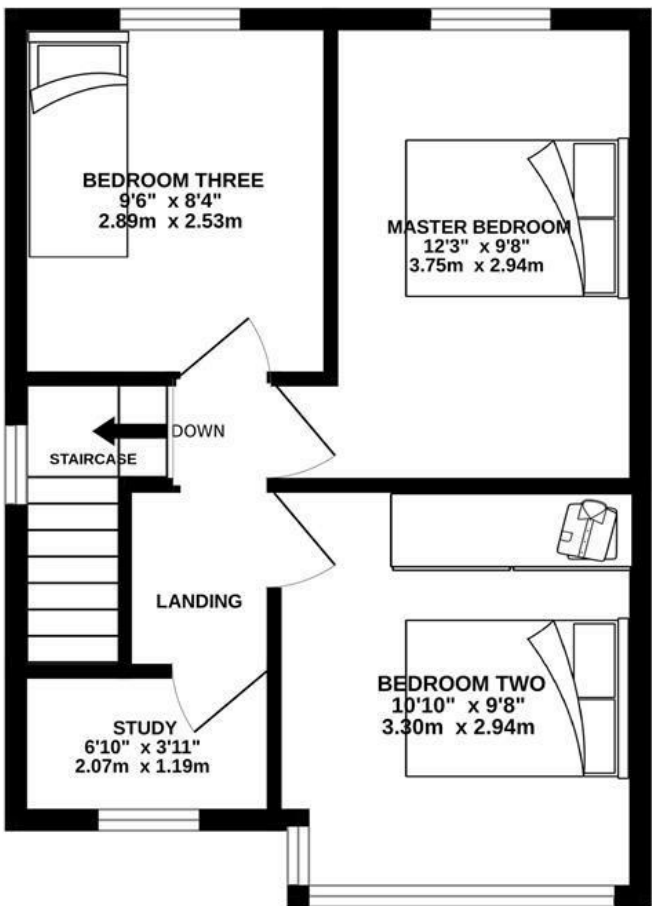 BEDROOM THREE
9'6" x 8'4"
2.89m x 2.53m
MASTER BEDROOM
12'3" x 9'8"
3.75m x 2.94m
DOWN
STAIRCASE
LANDING
BEDROOM TWO
10'10" x 9'8"
3.30m x 2.94m
STUDY
6'10" x 3'11"
2.07m x 1.19m